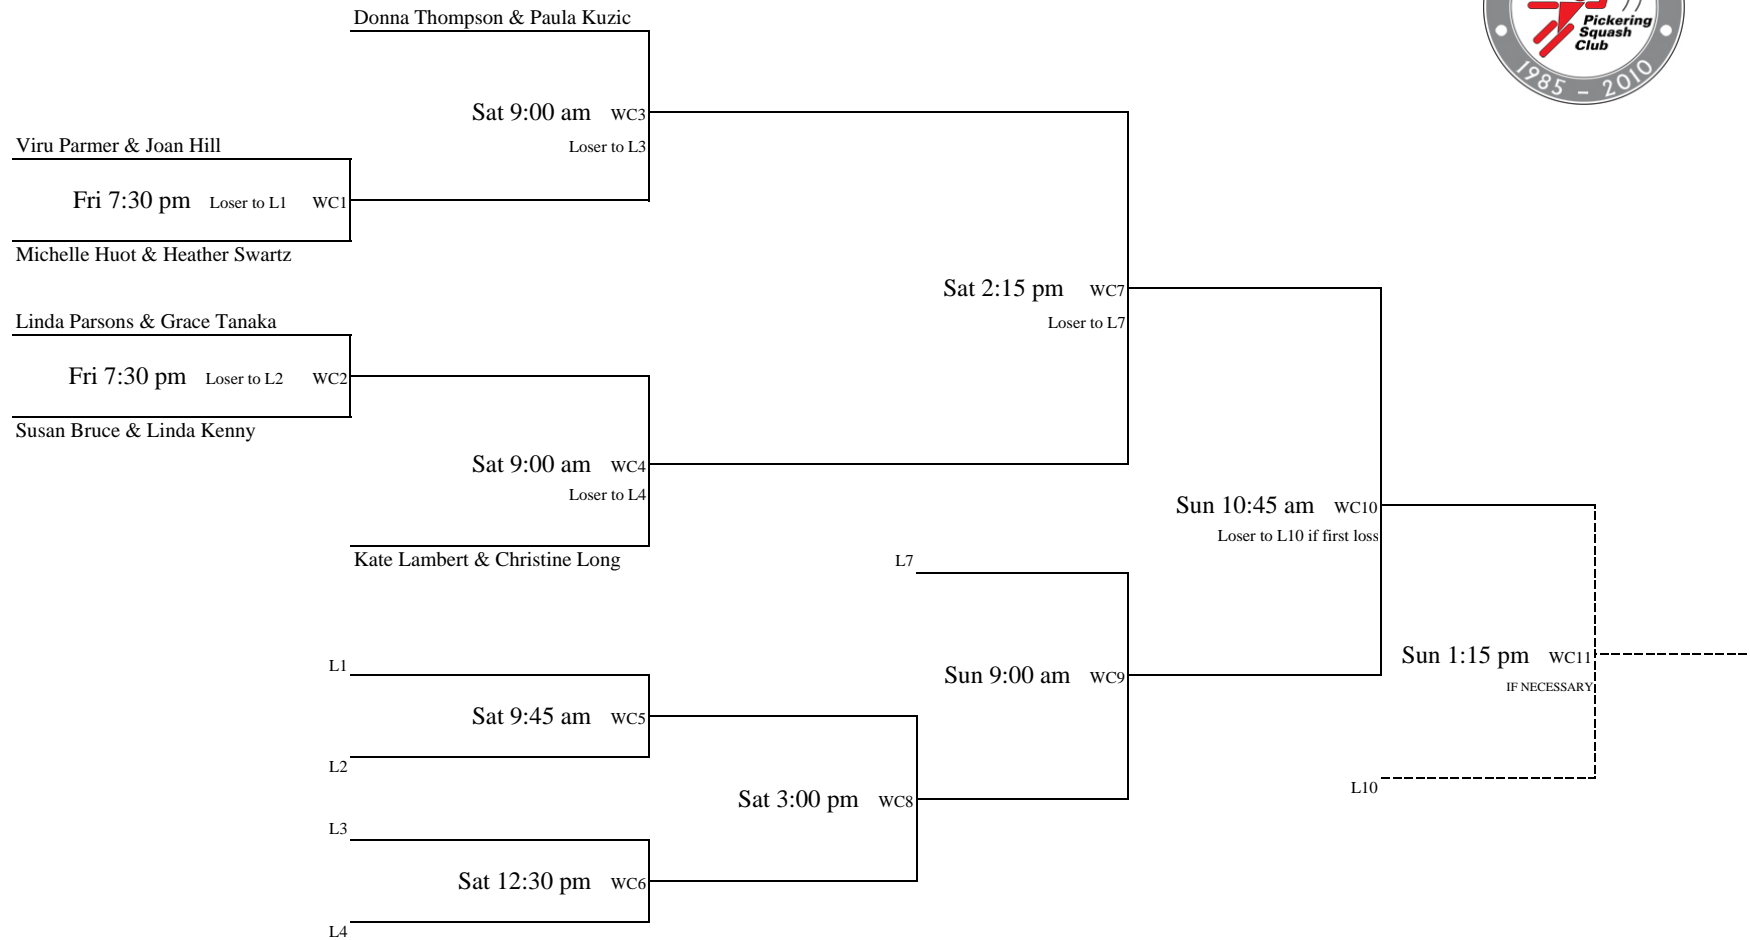 Donna Thompson & Paula Kuzic
Pickering
Squash
Club
1985 - 2010
Sat 9:00 am WC3
Loser to L3
Viru Parmer & Joan Hill
Fri 7:30 pm Loser to L1 WC1
Michelle Huot & Heather Swartz
Sat 2:15 pm WC7
Loser to L7
Linda Parsons & Grace Tanaka
Fri 7:30 pm Loser to L2 WC2
Susan Bruce & Linda Kenny
Sat 9:00 am WC4
Loser to L4
Sun 10:45 am WC10
Loser to L10 if first loss
Kate Lambert & Christine Long
L7
Sun 1:15 pm WC11
IF NECESSARY
L1
Sun 9:00 am WC9
Sat 9:45 am WC5
L2
L10
Sat 3:00 pm WC8
L3
Sat 12:30 pm WC6
L4